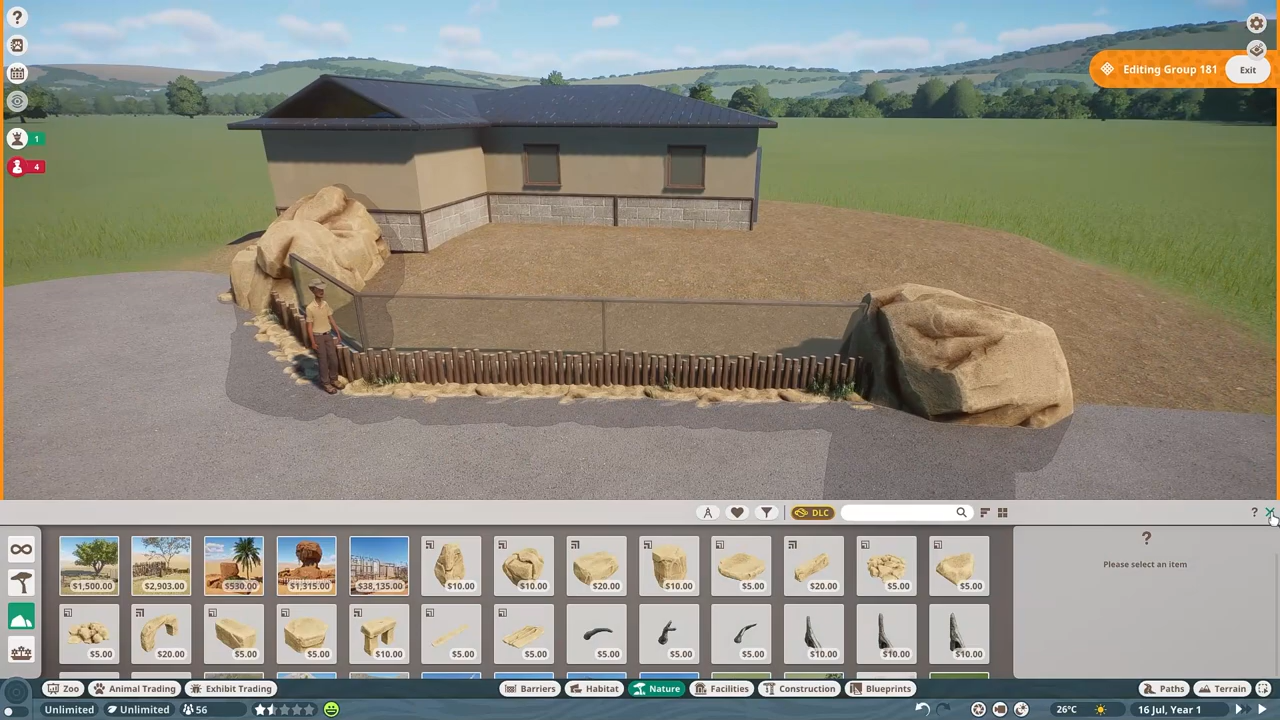 ?
Editing Group 181
Exit
1
4
DLC
?
?
Please select an item
$1,500.00
$2,903.00
$530.00
$1,315.00
$38,135.00
$10.00
$10.00
$20.00
$10.00
$5.00
$20.00
$5.00
$5.00
$5.00
$20.00
$5.00
$5.00
$10.00
$5.00
$5.00
$5.00
$5.00
$5.00
$10.00
$10.00
$10.00
Zoo
Animal Trading
Exhibit Trading
Barriers
Habitat
Nature
Facilities
Construction
Blueprints
Paths
Terrain
Unlimited
Unlimited
56
26°C
16 Jul, Year 1